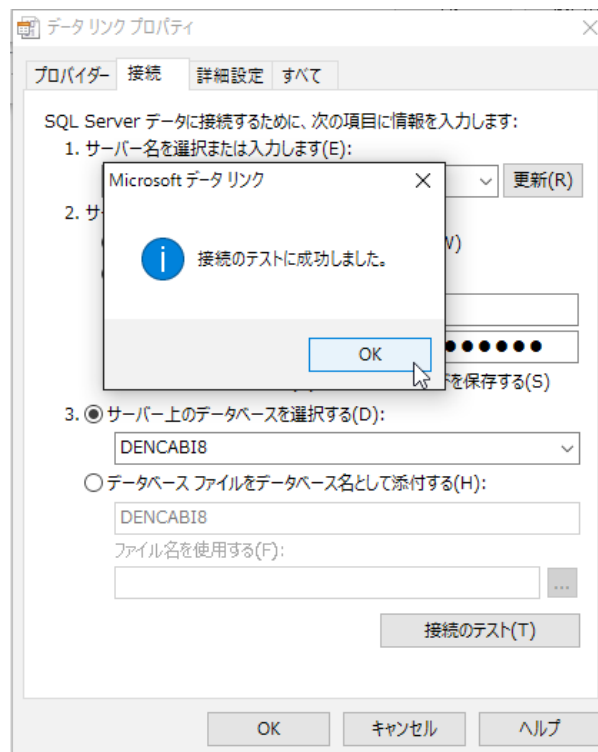 データ リンク プロパティ
プロバイダー 接続 詳細設定 すべて
SQL Server データに接続するために、次の項目に情報を入力します:
1. サーバー名を選択または入力します(E):
Microsoft データ リンク
更新(R)
2. サ
接続のテストに成功しました。
OK
●●●●●●
を保存する(S)
3. サーバー上のデータベースを選択する(D):
DENCABI8
データベース ファイルをデータベース名として添付する(H):
DENCABI8
ファイル名を使用する(F):
...
接続のテスト(T)
OK キャンセル ヘルプ